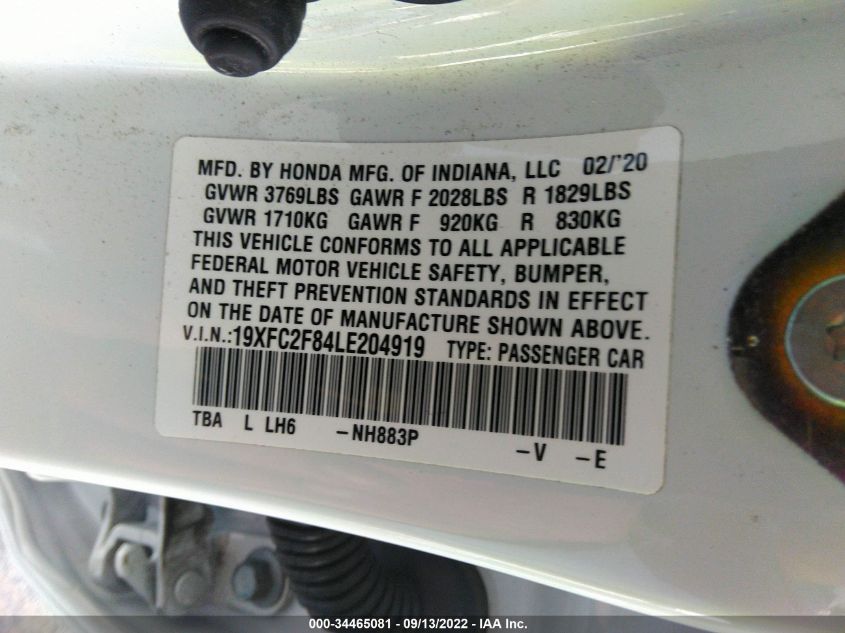 MFD. BY HONDA MFG. OF INDIANA, LLC 02/'20
GVWR 3769LBS GAWR F 2028LBS R 1829LBS
GVWR 1710KG GAWR F 920KG R 830KG
THIS VEHICLE CONFORMS TO ALL APPLICABLE
FEDERAL MOTOR VEHICLE SAFETY, BUMPER,
AND THEFT PREVENTION STANDARDS IN EFFECT
ON THE DATE OF MANUFACTURE SHOWN ABOVE.
V.I.N.:19XFC2F84LE204919 TYPE: PASSENGER CAR
TBA L LH6 -NH883P -V -E
000-34465081 - 09/13/2022 - IAA Inc.